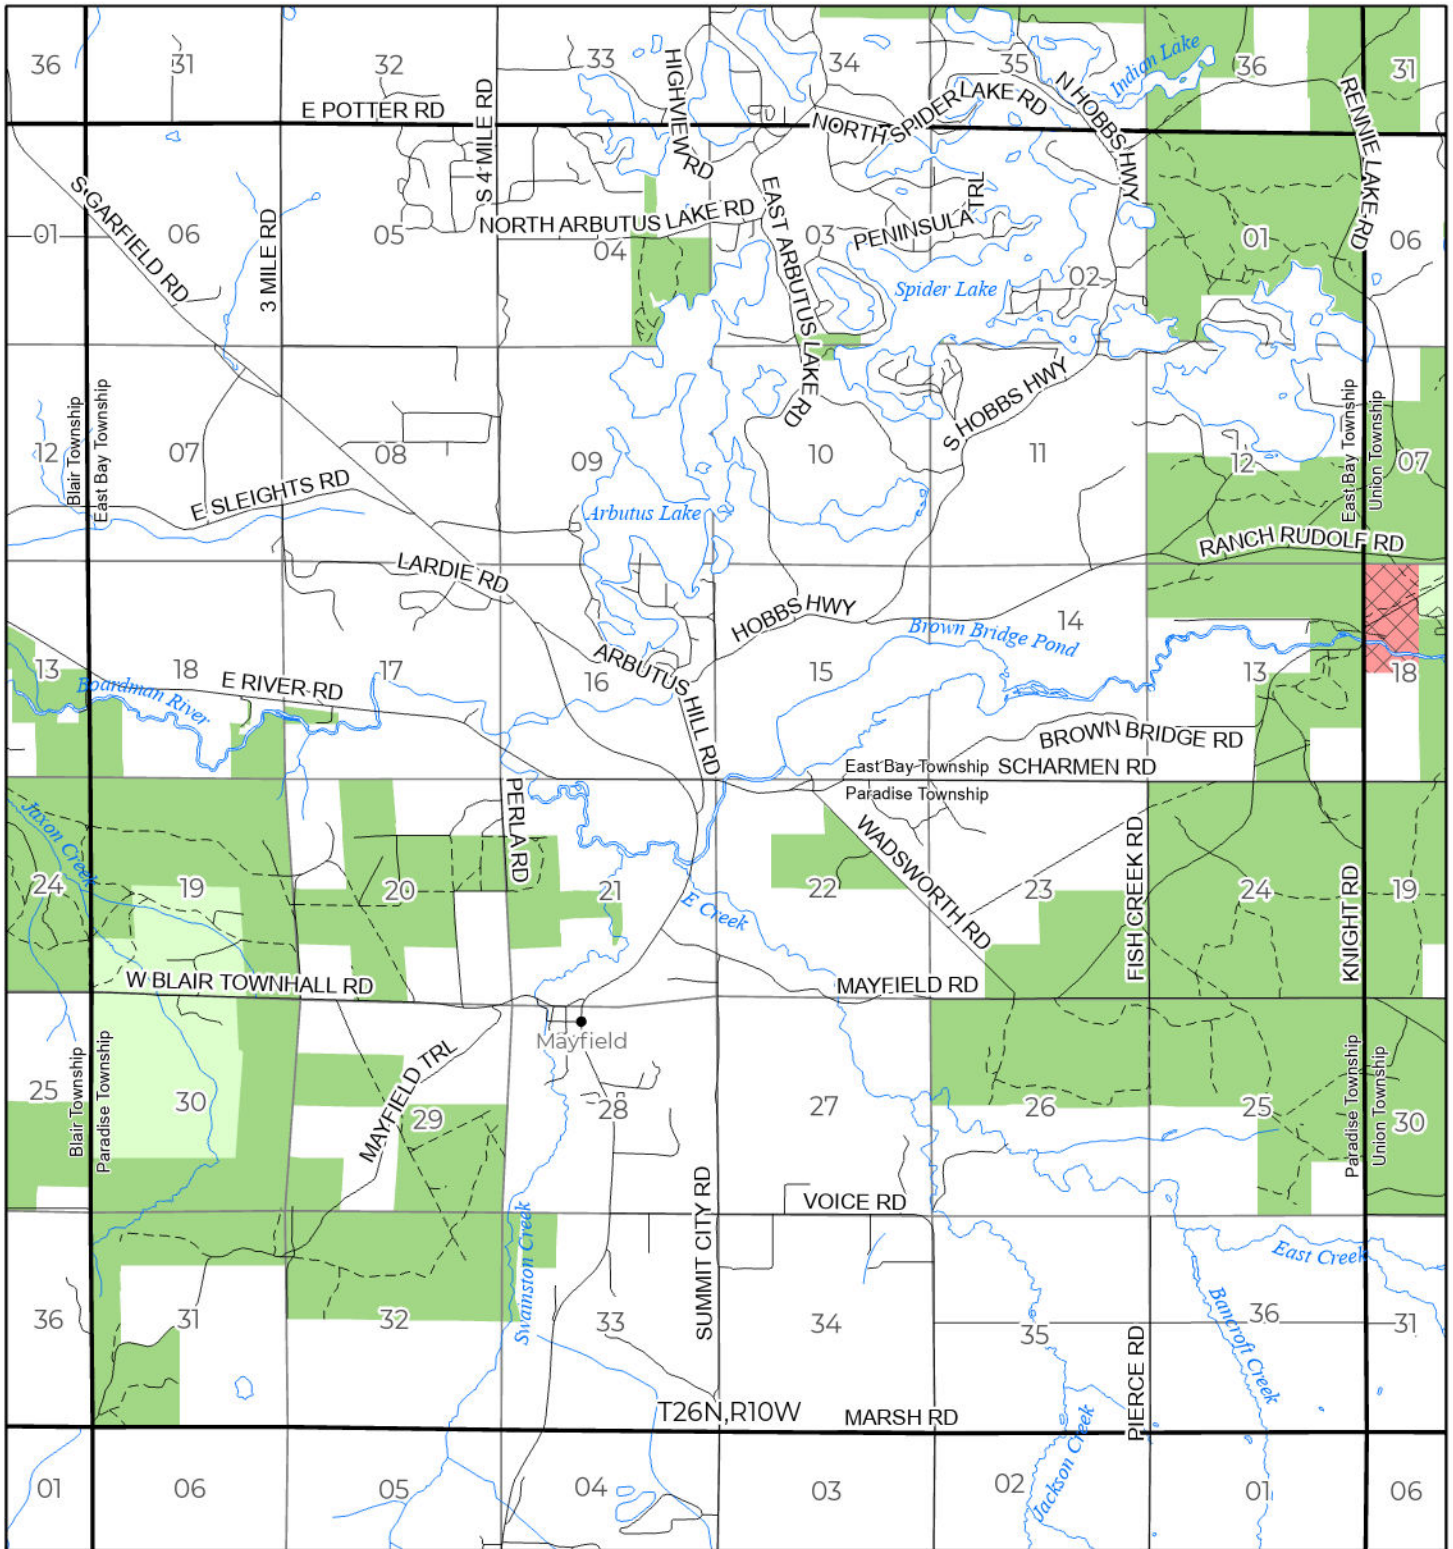 36
31
32
33
34
35
36
31
Indian Lake
E POTTER RD
S 4 MILE RD
HIGHVIEW RD
NORTH SPIDER LAKE RD
N HOBBS HWY
RENNIE LAKE RD
S GARFIELD RD
3 MILE RD
NORTH ARBUTUS LAKE RD
EAST ARBUTUS LAKE RD
PENINSULA TRL
01
06
05
04
03
02
01
06
Spider Lake
S HOBBS HWY
Blair Township
East Bay Township
East Bay Township
Union Township
12
07
08
09
10
11
12
07
E SLEIGHTS RD
Arbutus Lake
RANCH RUDOLF RD
LARDIE RD
HOBBS HWY
Brown Bridge Pond
ARBUTUS HILL RD
13
18
17
16
15
14
13
18
E RIVER RD
Boardman River
BROWN BRIDGE RD
East Bay Township
SCHARMEN RD
Paradise Township
PERLA RD
Jaxon Creek
WADSWORTH RD
FISH CREEK RD
KNIGHT RD
24
19
20
21
22
23
24
19
E Creek
W BLAIR TOWNHALL RD
MAYFIELD RD
Mayfield
Blair Township
Paradise Township
MAYFIELD TRL
Paradise Township
Union Township
25
30
29
28
27
26
25
30
VOICE RD
SUMMIT CITY RD
Swainston Creek
East Creek
Bancroft Creek
36
31
32
33
34
35
36
31
PIERCE RD
T26N,R10W
MARSH RD
Jackson Creek
01
06
05
04
03
02
01
06